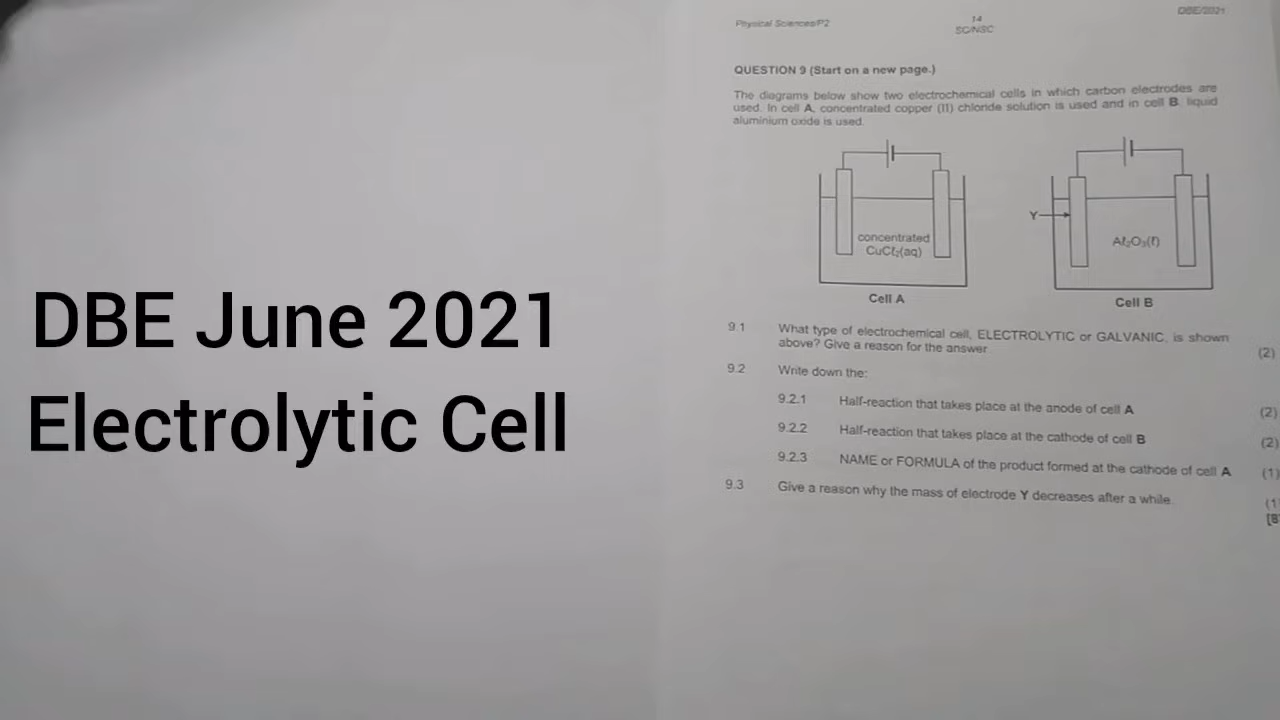 DBE June 2021
Electrolytic Cell
Physical Sciences/P2
14
SC/NSC
DBE/2021
QUESTION 9 (Start on a new page.)
The diagrams below show two electrochemical cells in which carbon electrodes are
used. In cell A, concentrated copper (II) chloride solution is used and in cell B, liquid
aluminium oxide is used.
concentrated
CuCℓ₂(aq)
Cell A
Y
Aℓ₂O₃(ℓ)
Cell B
9.1 What type of electrochemical cell, ELECTROLYTIC or GALVANIC, is shown
above? Give a reason for the answer. (2)
9.2 Write down the:
9.2.1 Half-reaction that takes place at the anode of cell A (2)
9.2.2 Half-reaction that takes place at the cathode of cell B (2)
9.2.3 NAME or FORMULA of the product formed at the cathode of cell A (1)
9.3 Give a reason why the mass of electrode Y decreases after a while. (1
[8